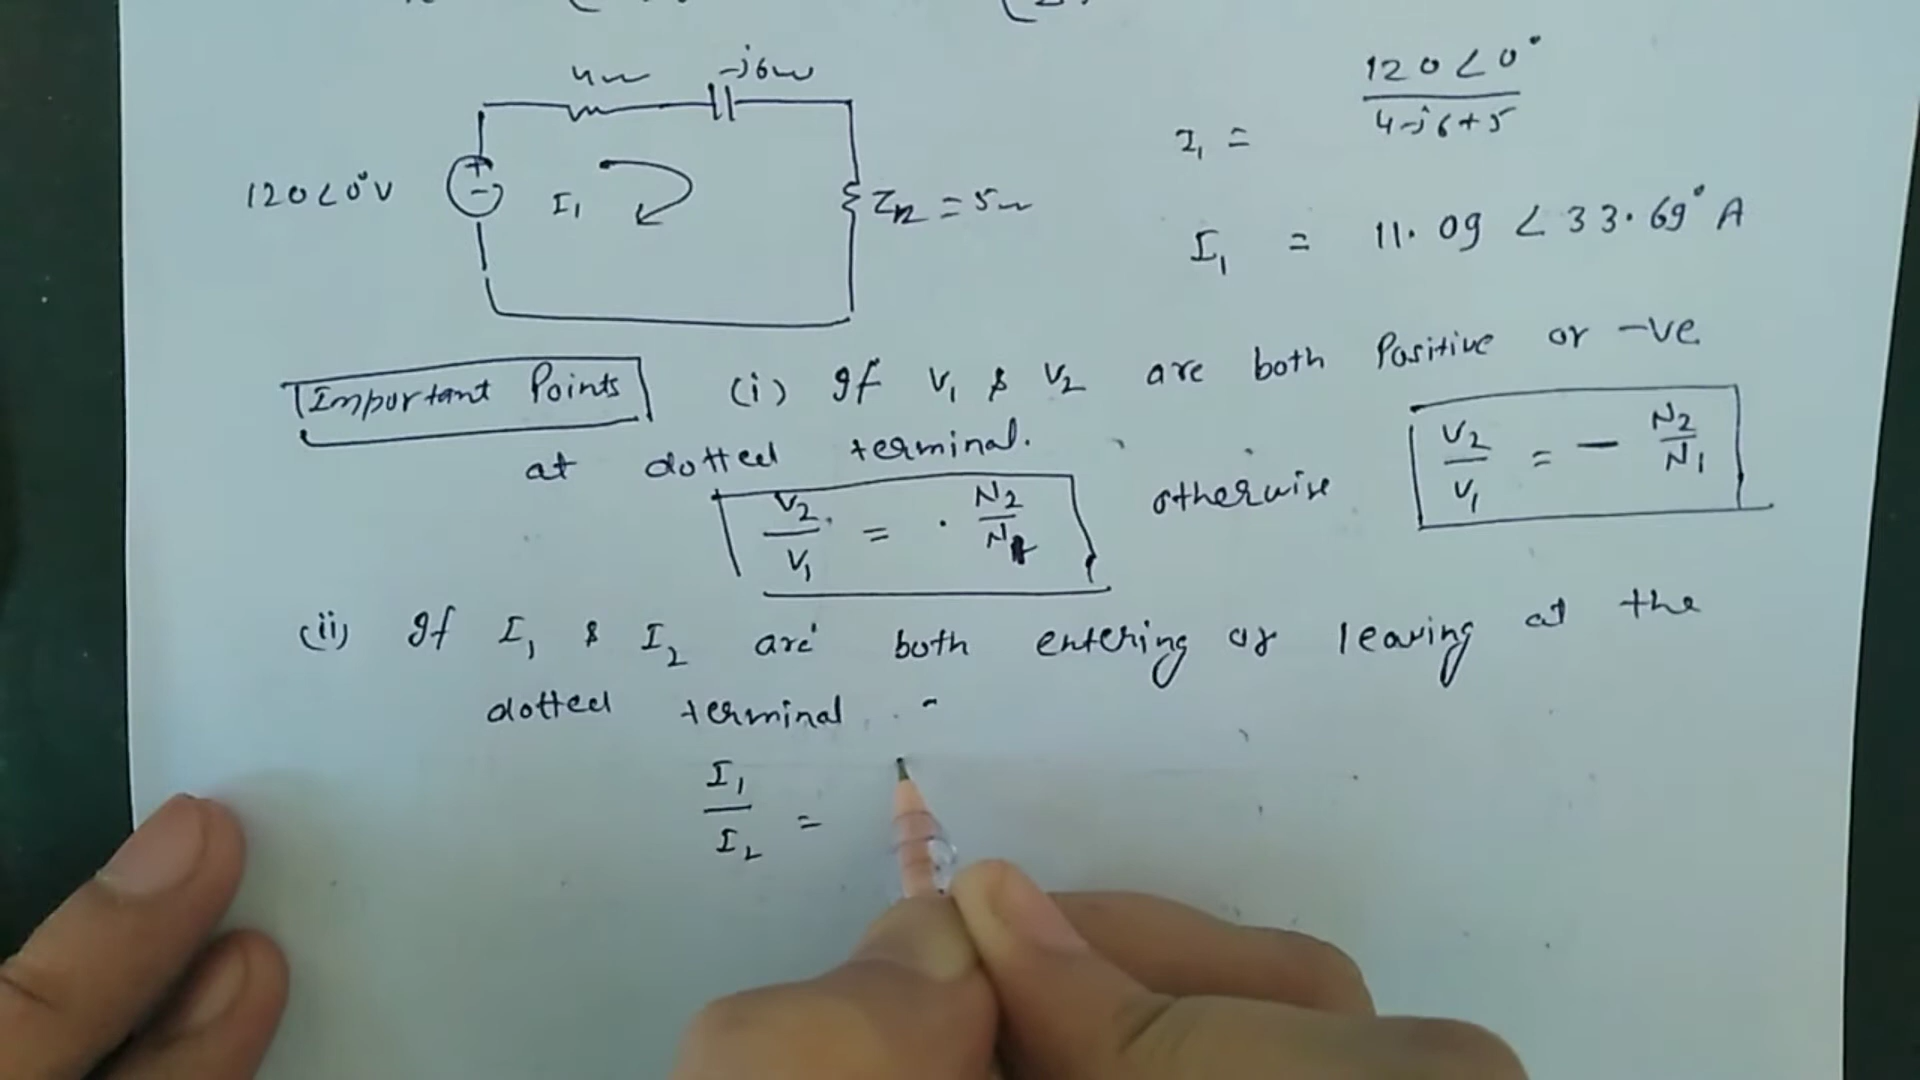 4Ω -j6Ω
120∠0°V
I₁
Z_R = 5Ω
I₁ = 120∠0° / 4-j6+5
I₁ = 11.09 ∠33.69° A
Important Points (i) If V₁ & V₂ are both Positive or -ve
at dotted terminal.
V₂/V₁ = N₂/N₁ otherwise V₂/V₁ = - N₂/N₁
(ii) If I₁ & I₂ are both entering or leaving at the
dotted terminal -
I₁/I₂ =